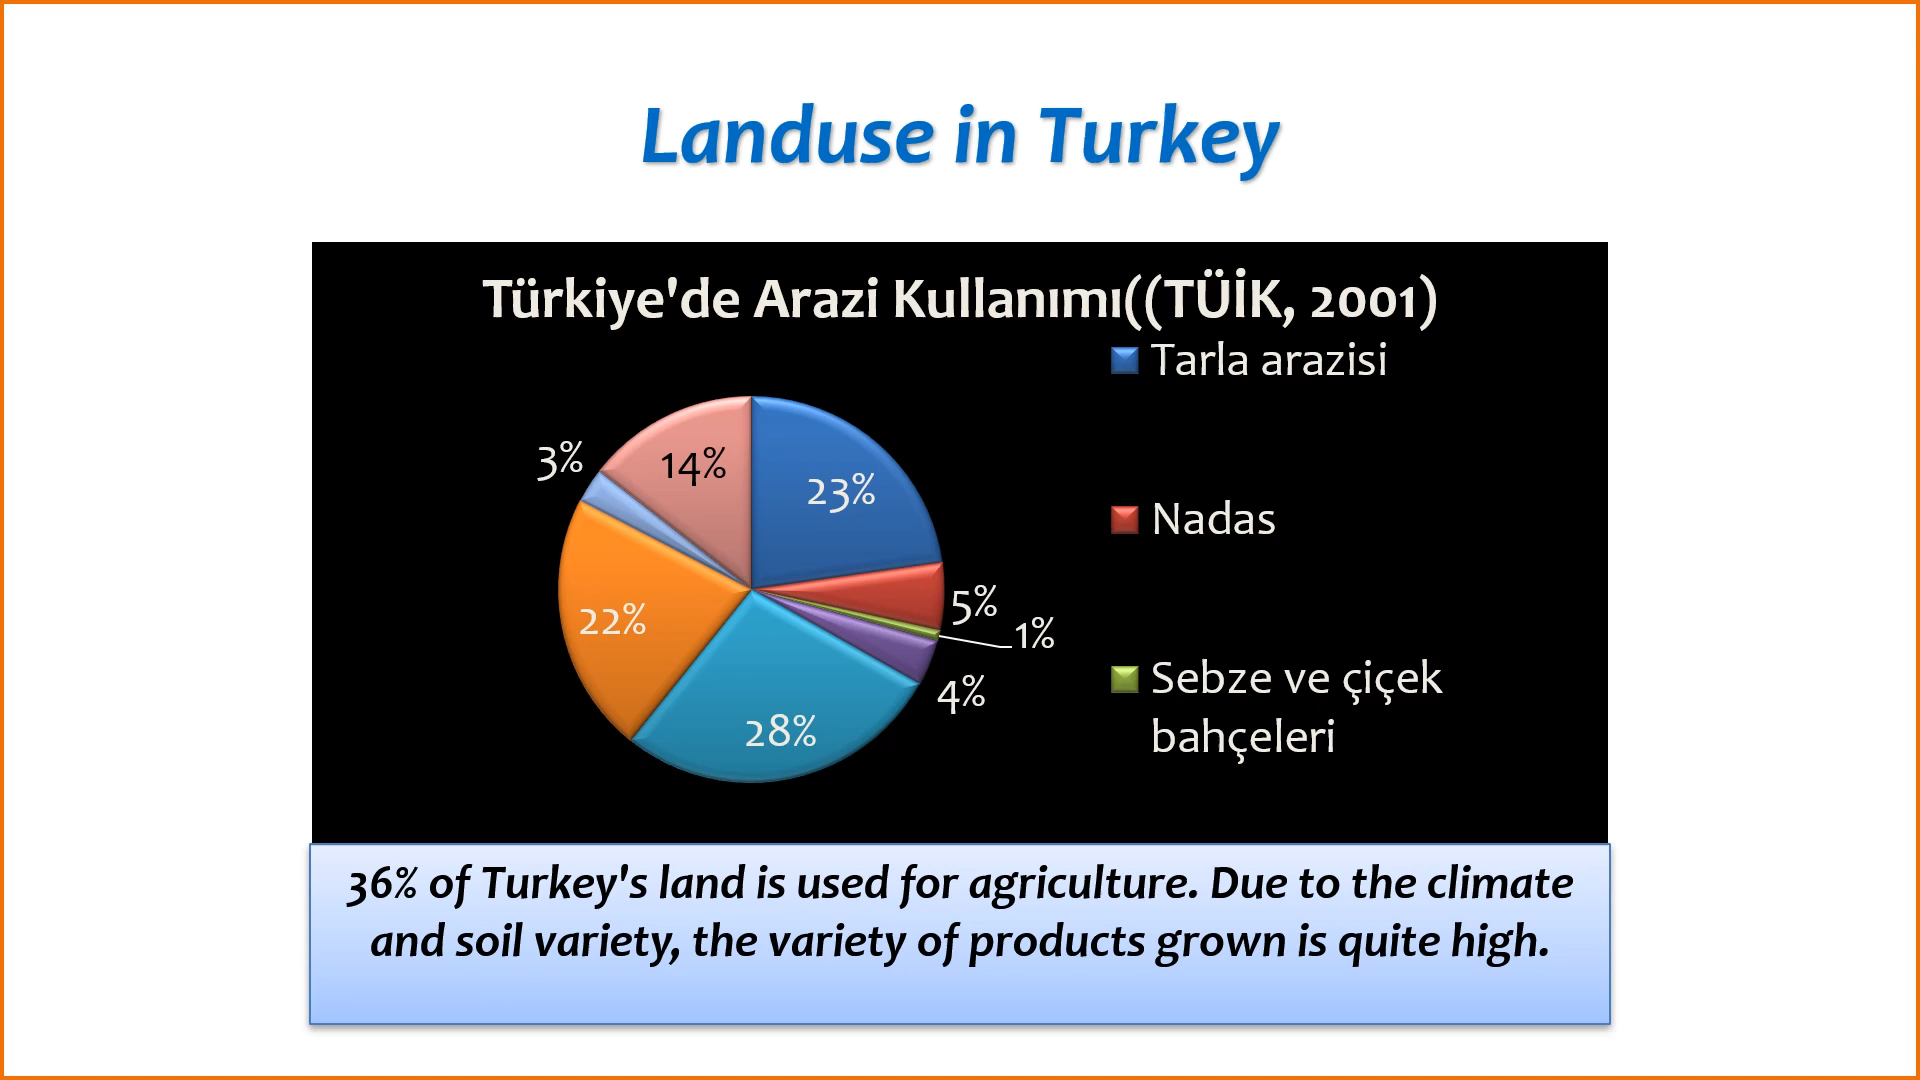 Landuse in Turkey
Türkiye'de Arazi Kullanımı((TÜİK, 2001)
Tarla arazisi
Nadas
Sebze ve çiçek
bahçeleri
23%
5%
1%
4%
28%
22%
3%
14%
36% of Turkey's land is used for agriculture. Due to the climate
and soil variety, the variety of products grown is quite high.